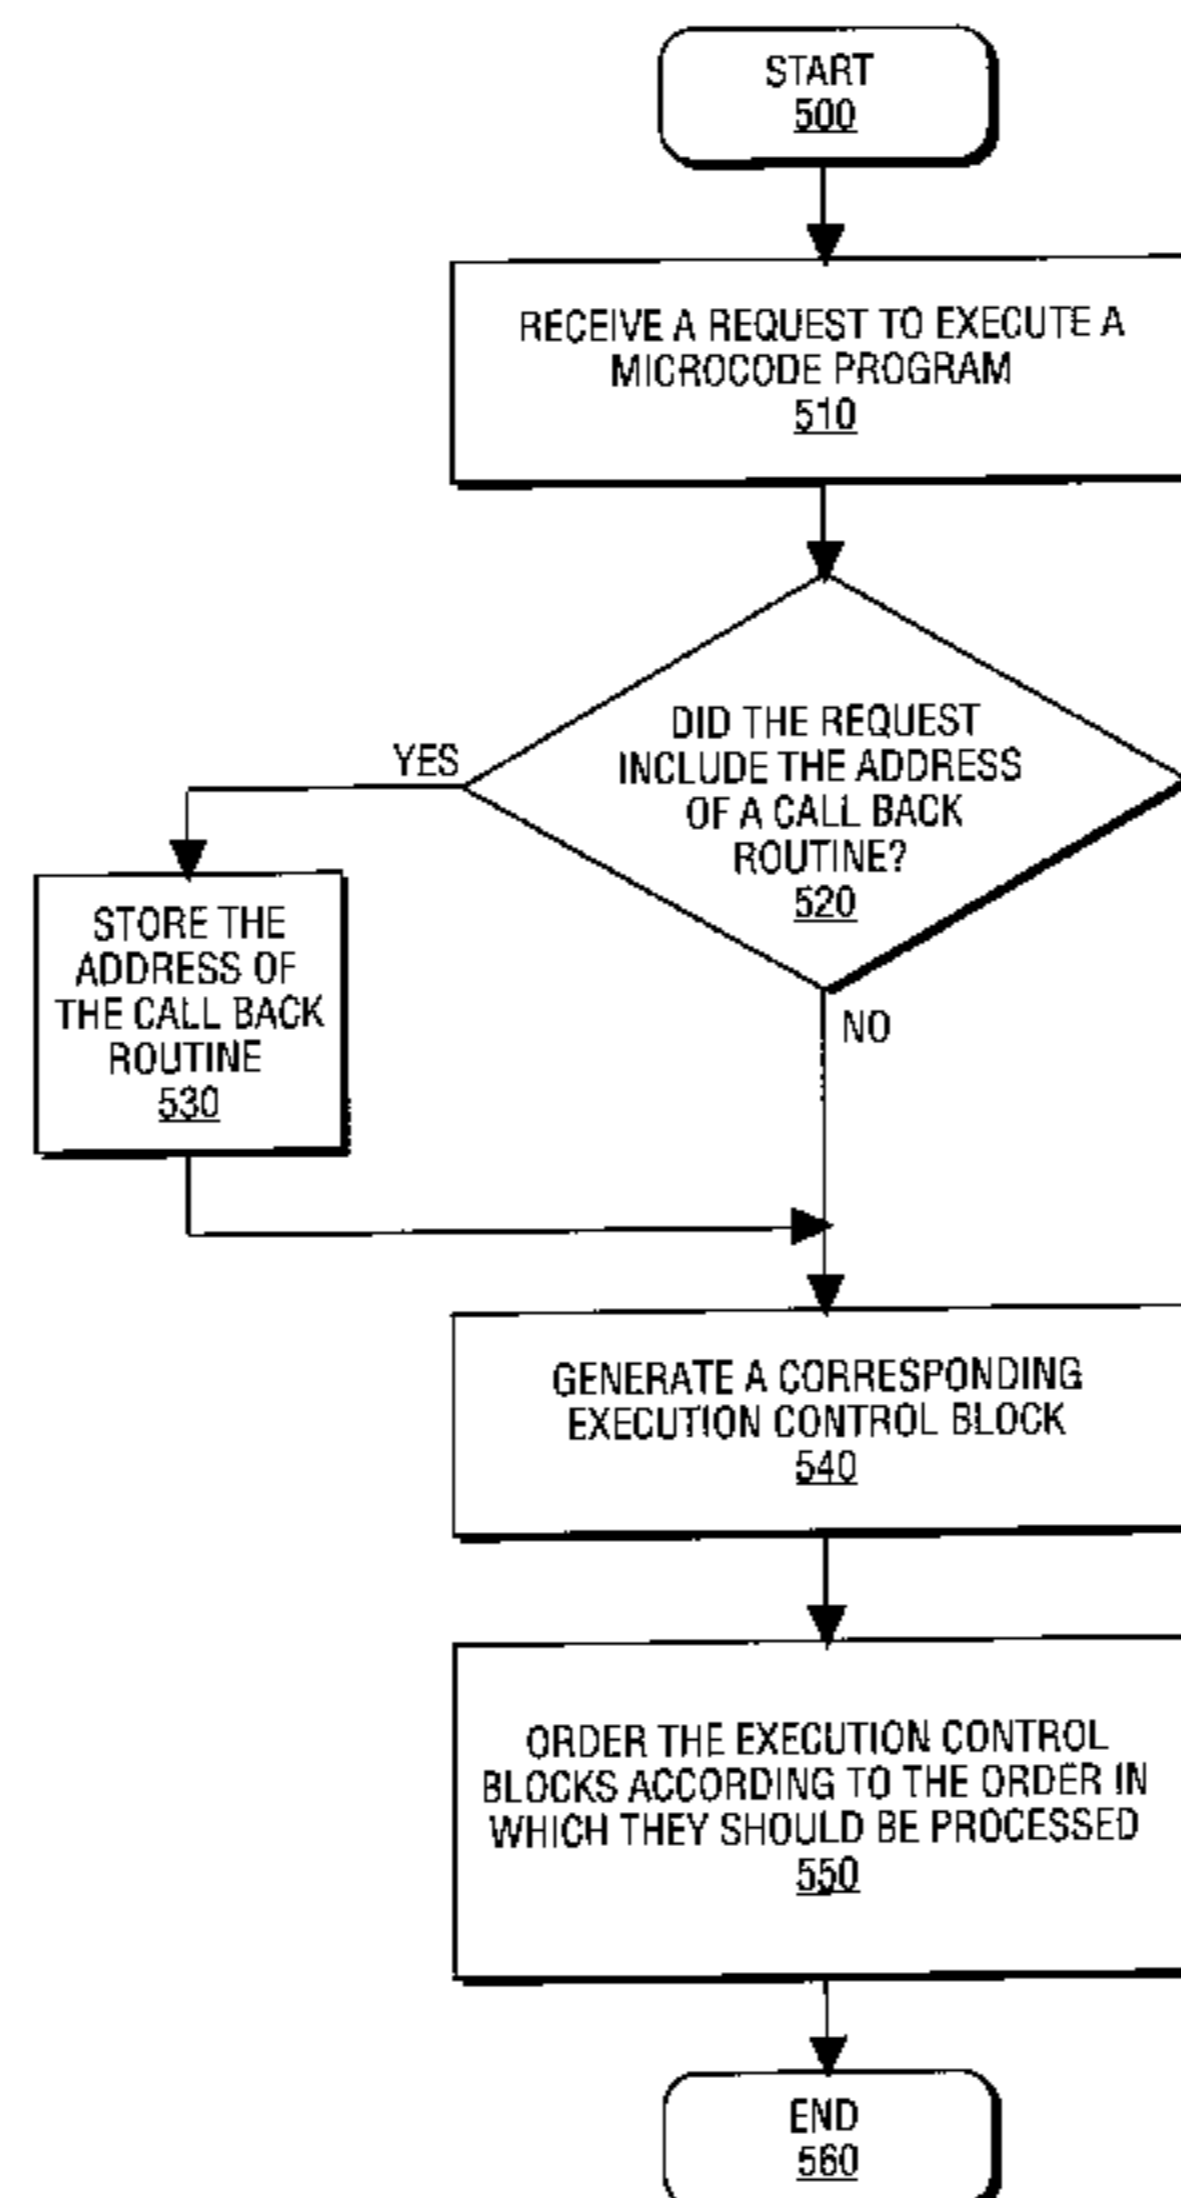 START
500
RECEIVE A REQUEST TO EXECUTE A
MICROCODE PROGRAM
510
DID THE REQUEST
INCLUDE THE ADDRESS
OF A CALL BACK
ROUTINE?
520
YES
STORE THE
ADDRESS OF
THE CALL BACK
ROUTINE
530
NO
GENERATE A CORRESPONDING
EXECUTION CONTROL BLOCK
540
ORDER THE EXECUTION CONTROL
BLOCKS ACCORDING TO THE ORDER IN
WHICH THEY SHOULD BE PROCESSED
550
END
560